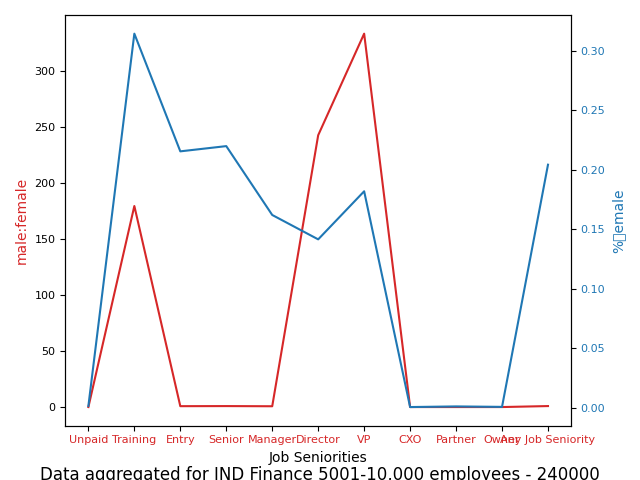 300
250
200
150
100
50
0
male:female
0.30
0.25
0.20
0.15
0.10
0.05
0.00
%▯emale
Unpaid Training Entry Senior Manager Director VP CXO Partner Owner Any Job Seniority
Job Seniorities
Data aggregated for IND Finance 5001-10,000 employees - 240000